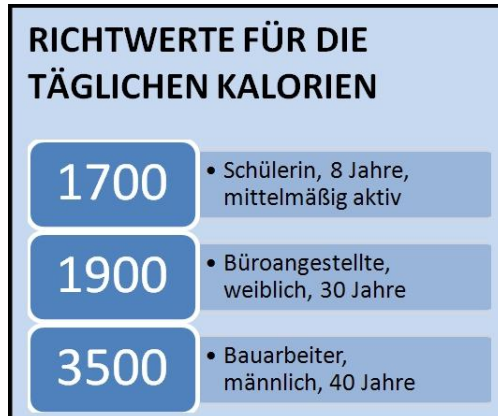 RICHTWERTE FÜR DIE
TÄGLICHEN KALORIEN
1700
• Schülerin, 8 Jahre,
mittelmäßig aktiv
1900
• Büroangestellte,
weiblich, 30 Jahre
3500
• Bauarbeiter,
männlich, 40 Jahre